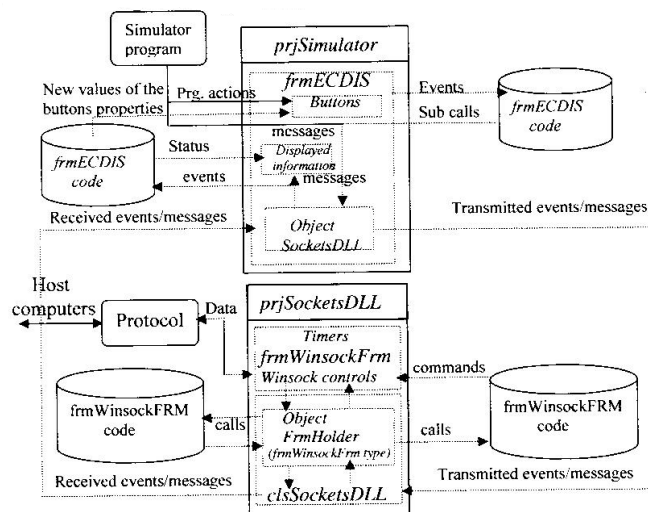 Simulator
program
prjSimulator
frmECDIS
New values of the
buttons properties
Prg. actions
Buttons
Events
Sub calls
frmECDIS
code
messages
Status
Displayed
information
frmECDIS
code
events
messages
Received events/messages
Object
SocketsDLL
Transmitted events/messages
Host
computers
Protocol
Data
prjSocketsDLL
Timers
frmWinsockFrm
Winsock controls
commands
frmWinsockFRM
code
calls
Object
FrmHolder
(frmWinsockFrm type)
calls
frmWinsockFRM
code
Received events/messages
clsSocketsDLL
Transmitted events/messages